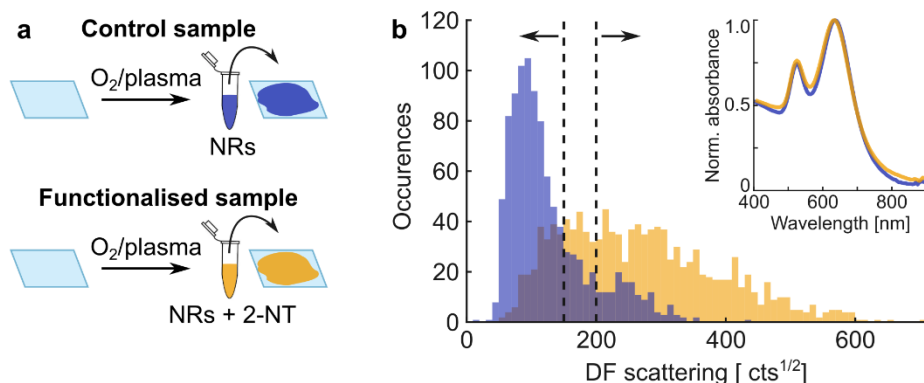 a
Control sample
O₂/plasma
NRs
Functionalised sample
O₂/plasma
NRs + 2-NT
b
Occurences
120
100
80
60
40
20
0
0
200
400
600
DF scattering [ cts¹ᐟ²]
Norm. absorbance
1.0
0.5
0
400
600
800
Wavelength [nm]